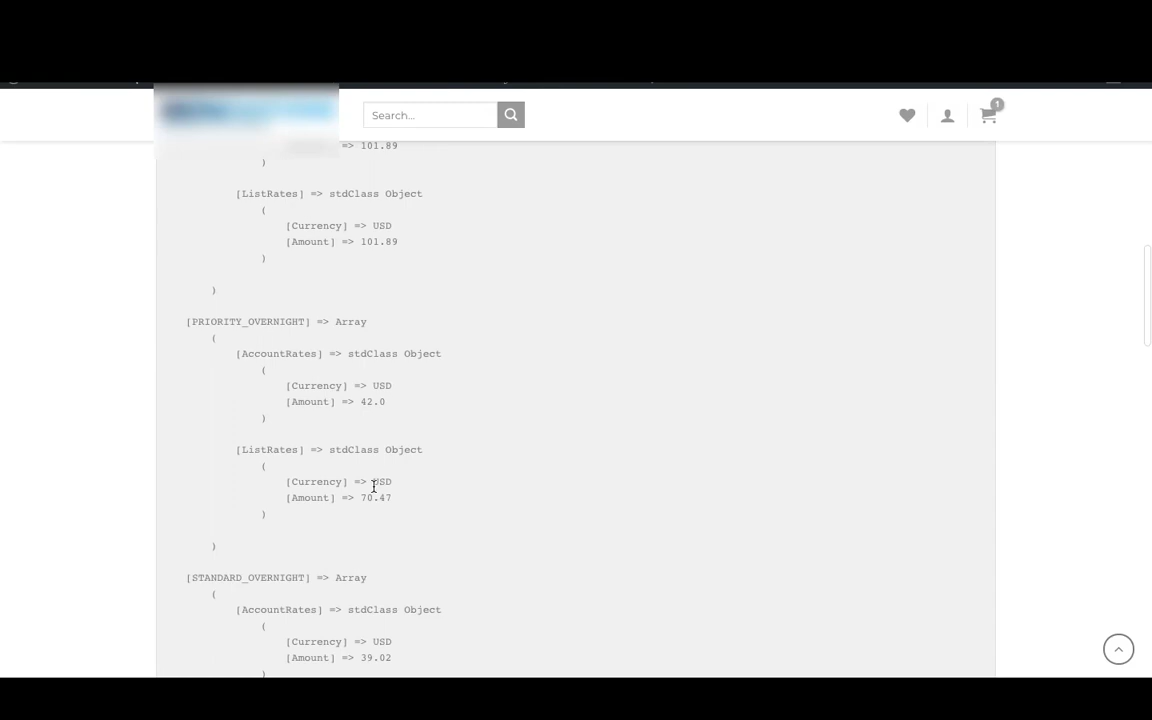 Search...
1
=> 101.89
)
[ListRates] => stdClass Object
(
[Currency] => USD
[Amount] => 101.89
)
)
[PRIORITY_OVERNIGHT] => Array
(
[AccountRates] => stdClass Object
(
[Currency] => USD
[Amount] => 42.0
)
[ListRates] => stdClass Object
(
[Currency] => USD
[Amount] => 70.47
)
)
[STANDARD_OVERNIGHT] => Array
(
[AccountRates] => stdClass Object
(
[Currency] => USD
[Amount] => 39.02
)